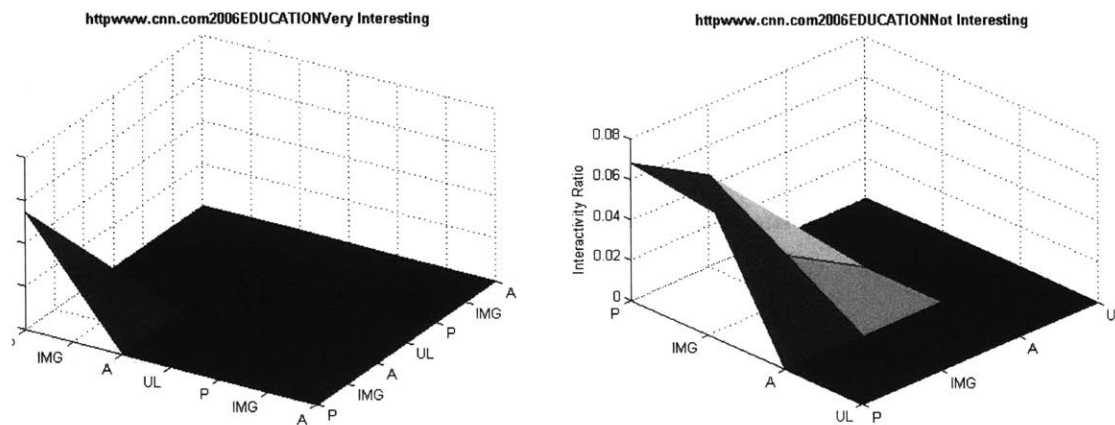 httpwww.cnn.com2006EDUCATIONVery Interesting
IMG
A
UL
P
IMG
A
P
IMG
A
UL
P
IMG
A
httpwww.cnn.com2006EDUCATIONNot Interesting
Interactivity Ratio
0.08
0.06
0.04
0.02
0
P
IMG
A
UL
P
IMG
A
U